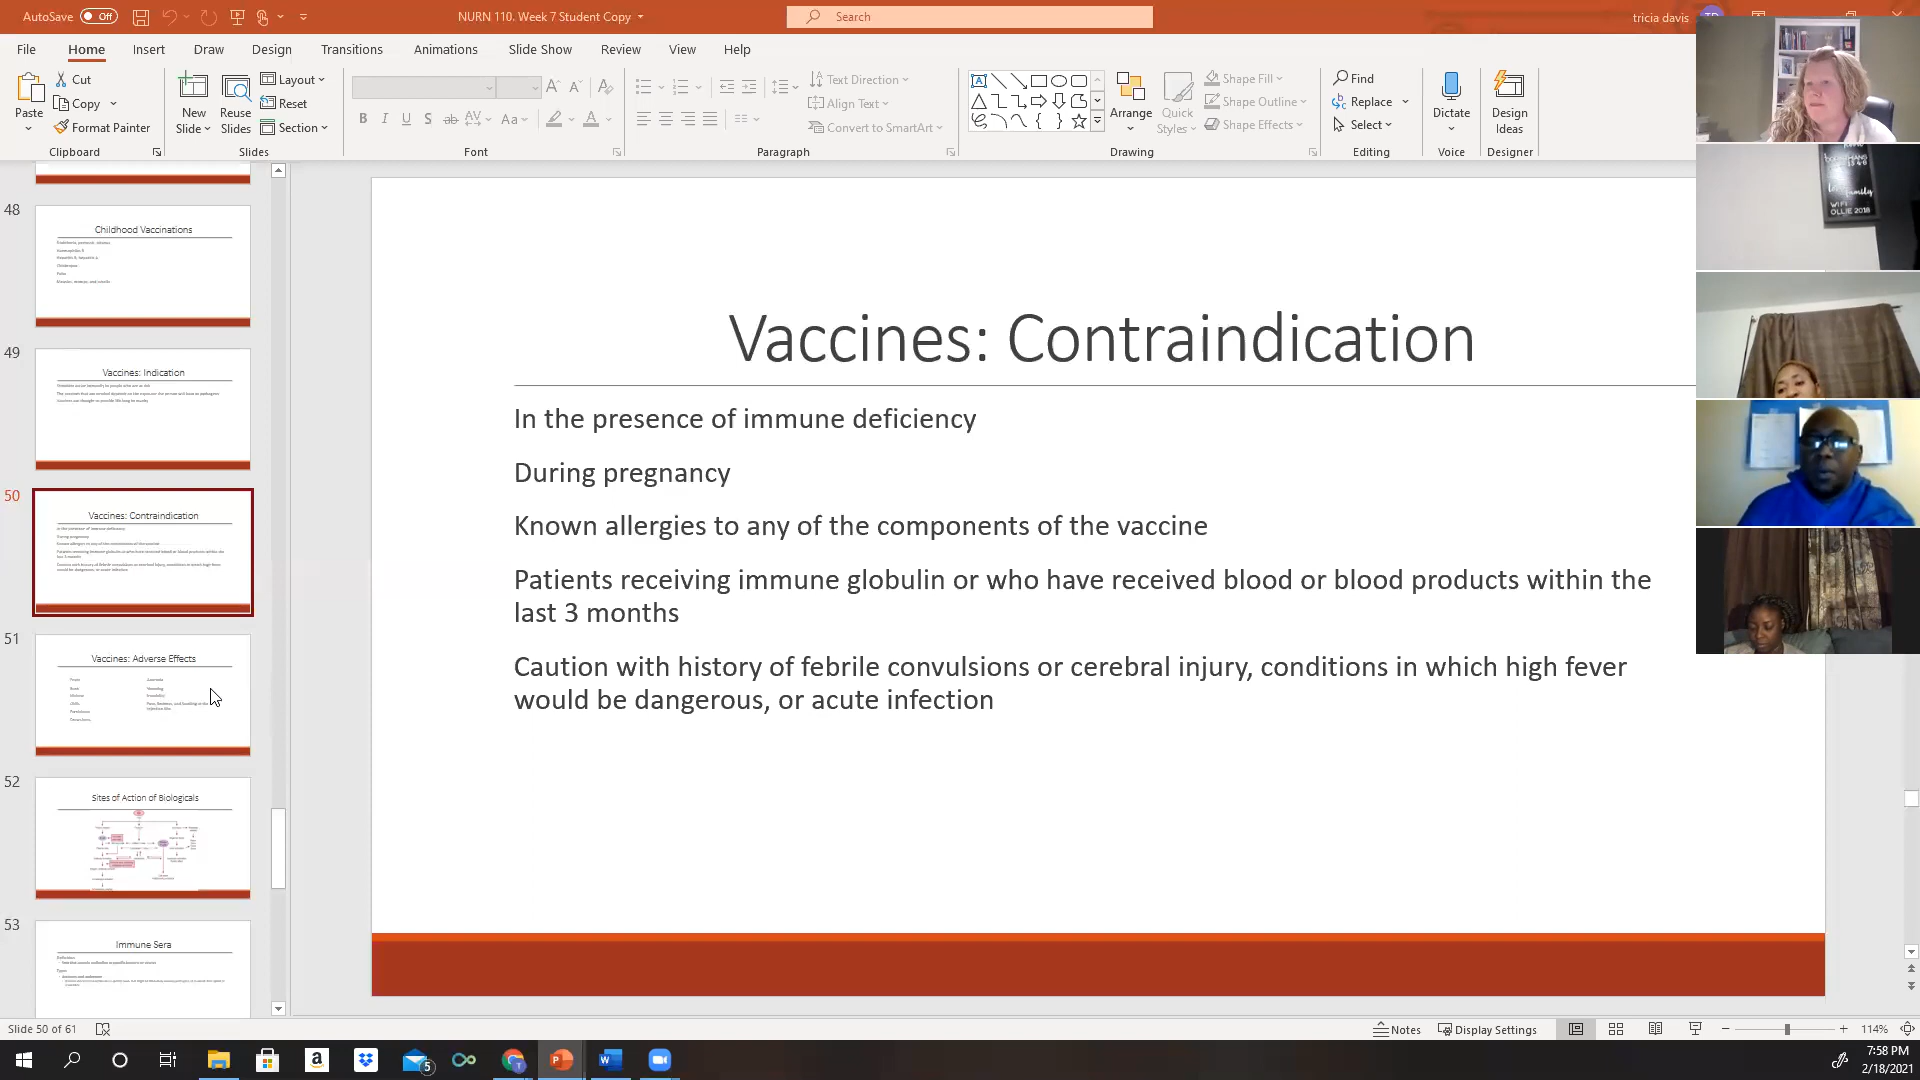 AutoSave Off
NURN 110. Week 7 Student Copy
Search
tricia davis
File Home Insert Draw Design Transitions Animations Slide Show Review View Help
Paste
Cut
Copy
Format Painter
Clipboard
New Slide
Reuse Slides
Layout
Reset
Section
Slides
Font
Text Direction
Align Text
Convert to SmartArt
Paragraph
Arrange
Quick Styles
Shape Fill
Shape Outline
Shape Effects
Drawing
Find
Replace
Select
Editing
Dictate
Voice
Design Ideas
Designer
48
Childhood Vaccinations
49
Vaccines: Indication
50
Vaccines: Contraindication
51
Vaccines: Adverse Effects
52
Sites of Action of Biologicals
53
Immune Sera
Vaccines: Contraindication
In the presence of immune deficiency
During pregnancy
Known allergies to any of the components of the vaccine
Patients receiving immune globulin or who have received blood or blood products within the
last 3 months
Caution with history of febrile convulsions or cerebral injury, conditions in which high fever
would be dangerous, or acute infection
family
WIFI
OLLIE 2018
Slide 50 of 61
Notes
Display Settings
114%
5
7:58 PM
2/18/2021